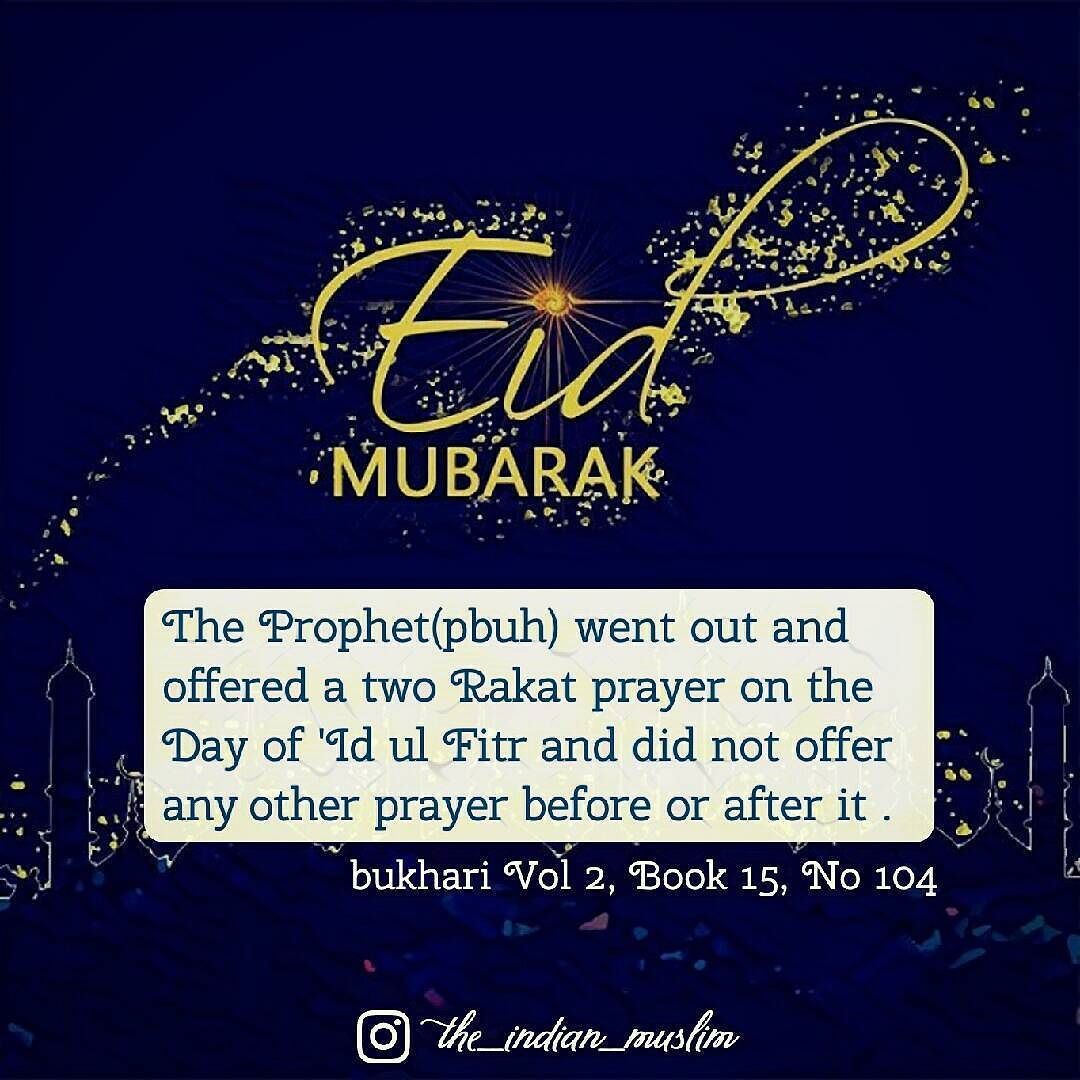 Eid
MUBARAK
The Prophet(pbuh) went out and
offered a two Rakat prayer on the
Day of 'Id ul Fitr and did not offer
any other prayer before or after it .
bukhari Vol 2, Book 15, No 104
the_indian_muslim